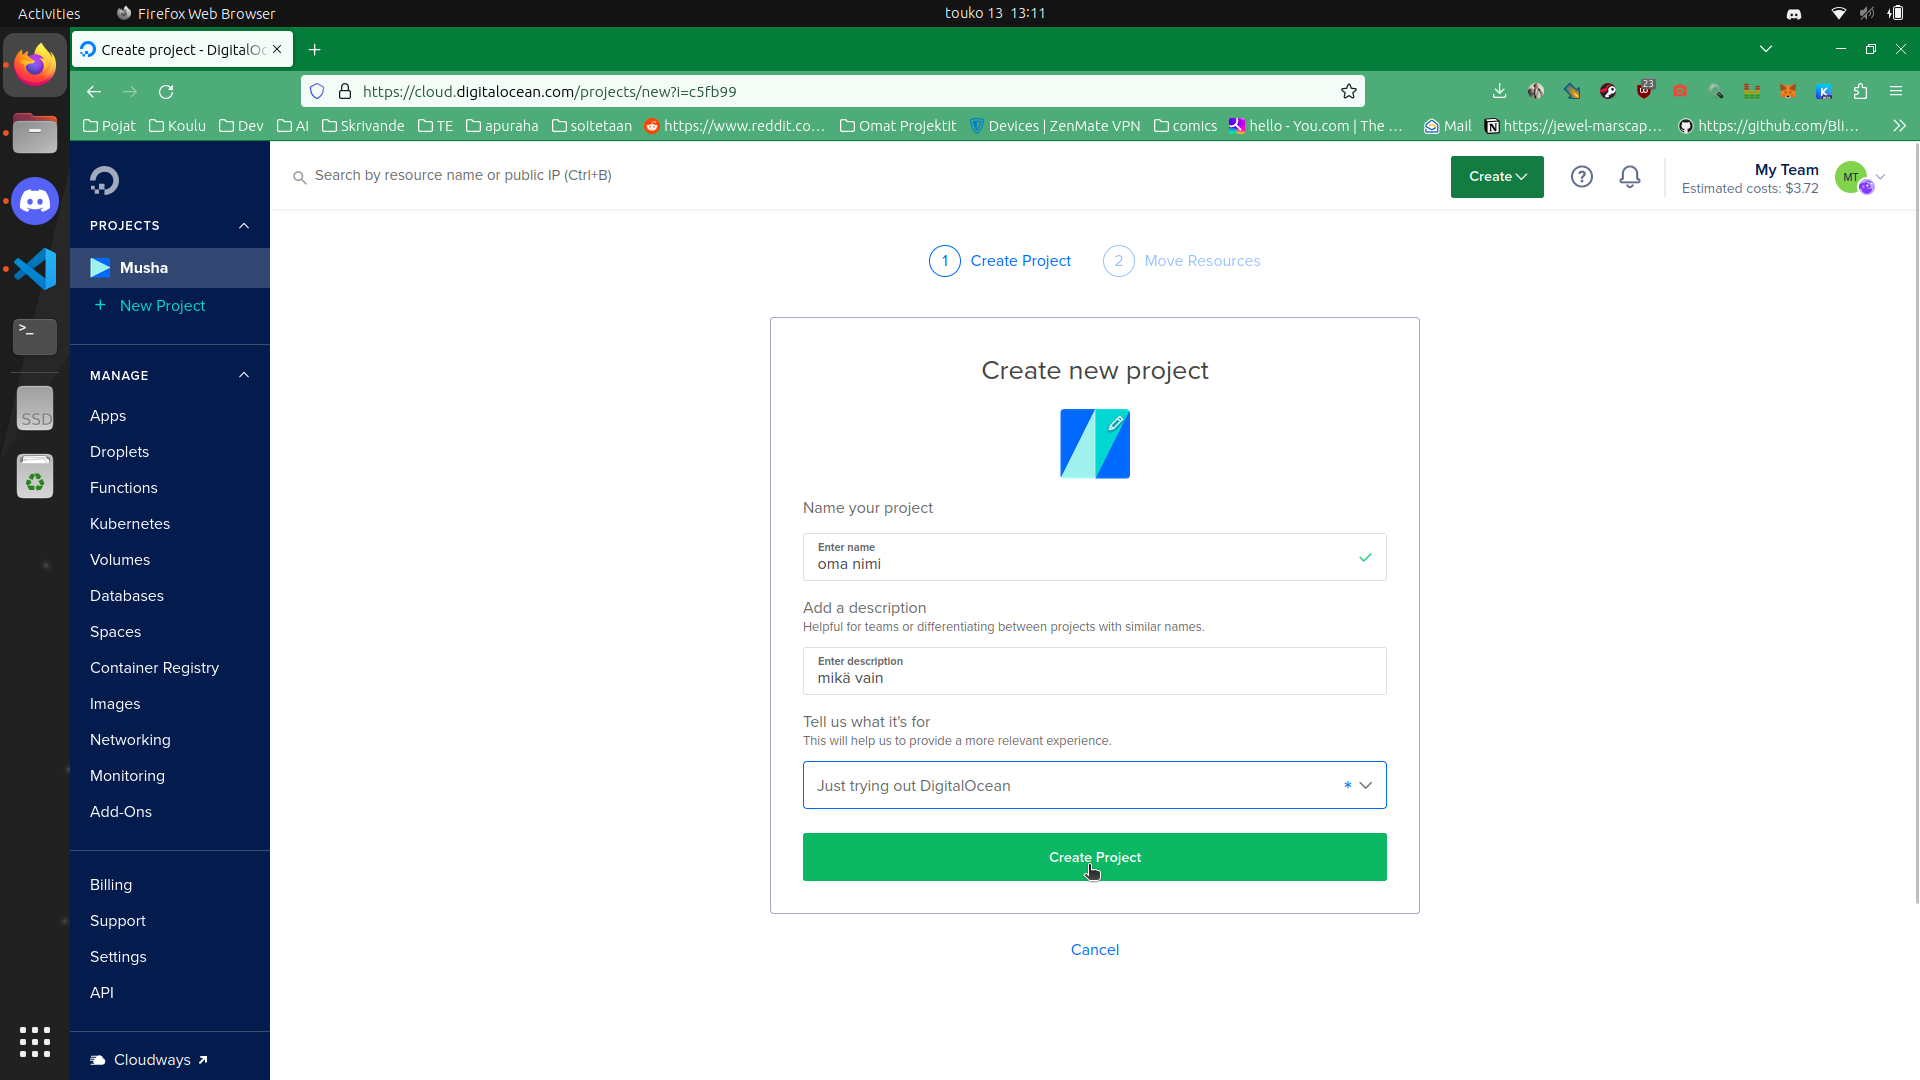 Activities
Firefox Web Browser
touko 13 13:11
Create project - DigitalOc
https://cloud.digitalocean.com/projects/new?i=c5fb99
23
Pojat
Koulu
Dev
AI
Skrivande
TE
apuraha
soitetaan
https://www.reddit.co…
Omat Projektit
Devices | ZenMate VPN
comics
hello - You.com | The …
Mail
https://jewel-marscap…
https://github.com/Bli…
Search by resource name or public IP (Ctrl+B)
Create
My Team
Estimated costs: $3.72
MT
PROJECTS
Musha
+ New Project
MANAGE
Apps
Droplets
Functions
Kubernetes
Volumes
Databases
Spaces
Container Registry
Images
Networking
Monitoring
Add-Ons
Billing
Support
Settings
API
Cloudways
SSD
1 Create Project
2 Move Resources
Create new project
Name your project
Enter name
oma nimi
Add a description
Helpful for teams or differentiating between projects with similar names.
Enter description
mikä vain
Tell us what it's for
This will help us to provide a more relevant experience.
Just trying out DigitalOcean *
Create Project
Cancel